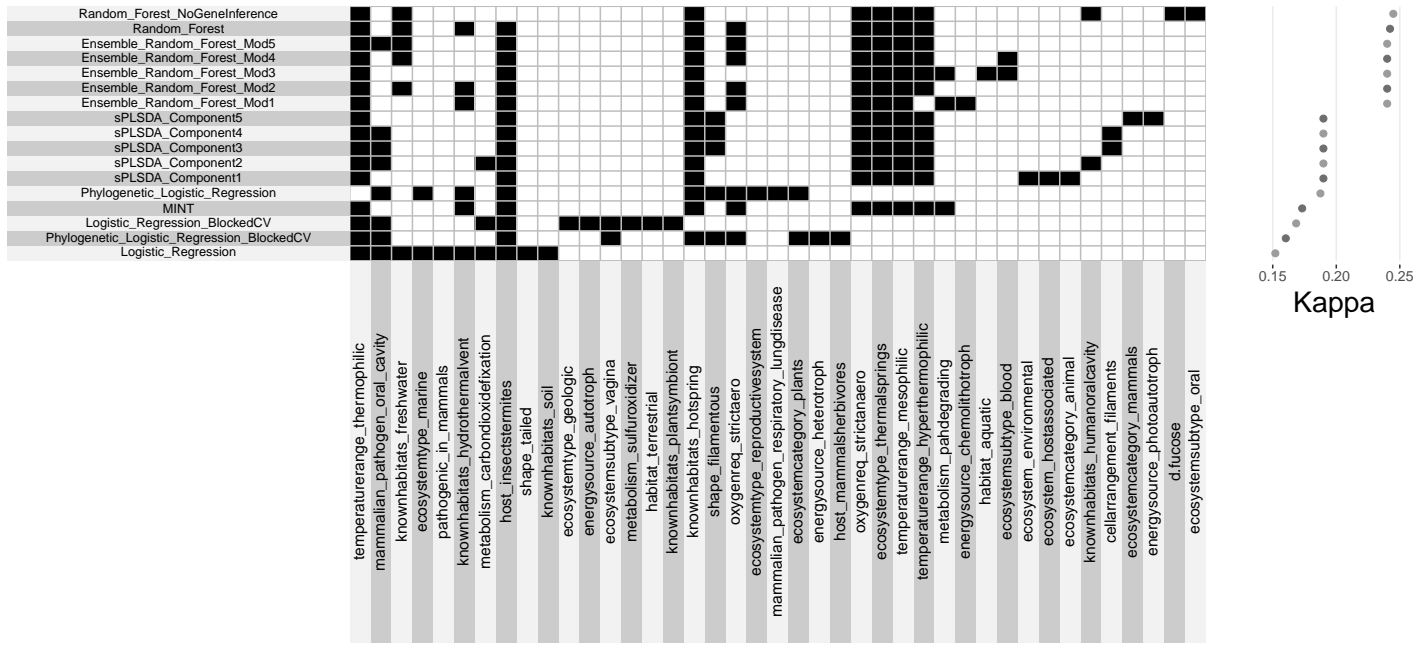 Random_Forest_NoGeneInference
Random_Forest
Ensemble_Random_Forest_Mod5
Ensemble_Random_Forest_Mod4
Ensemble_Random_Forest_Mod3
Ensemble_Random_Forest_Mod2
Ensemble_Random_Forest_Mod1
sPLSDA_Component5
sPLSDA_Component4
sPLSDA_Component3
sPLSDA_Component2
sPLSDA_Component1
Phylogenetic_Logistic_Regression
MINT
Logistic_Regression_BlockedCV
Phylogenetic_Logistic_Regression_BlockedCV
Logistic_Regression
0.15 0.20 0.25
Kappa
temperaturerange_thermophilic
mammalian_pathogen_oral_cavity
knownhabitats_freshwater
ecosystemtype_marine
pathogenic_in_mammals
knownhabitats_hydrothermalvent
metabolism_carbondioxidefixation
host_insectstermites
shape_tailed
knownhabitats_soil
ecosystemtype_geologic
energysource_autotroph
ecosystemsubtype_vagina
metabolism_sulfuroxidizer
habitat_terrestrial
knownhabitats_plantsymbiont
knownhabitats_hotspring
shape_filamentous
oxygenreq_strictaero
ecosystemtype_reproductivesystem
mammalian_pathogen_respiratory_lungdisease
ecosystemcategory_plants
energysource_heterotroph
host_mammalsherbivores
oxygenreq_strictanaero
ecosystemtype_thermalsprings
temperaturerange_mesophilic
temperaturerange_hyperthermophilic
metabolism_pahdegrading
energysource_chemolithotroph
habitat_aquatic
ecosystemsubtype_blood
ecosystem_environmental
ecosystem_hostassociated
ecosystemcategory_animal
knownhabitats_humanoralcavity
cellarrangement_filaments
ecosystemcategory_mammals
energysource_photoautotroph
d.fucose
ecosystemsubtype_oral